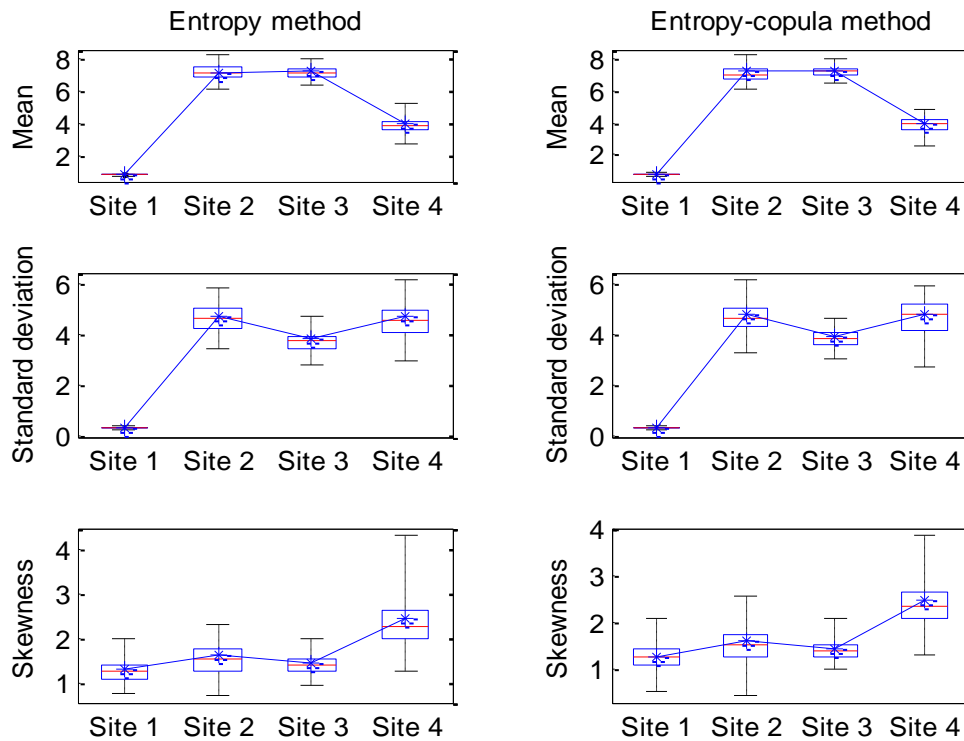 Entropy method
Entropy-copula method
Mean
8
6
4
2
Site 1 Site 2 Site 3 Site 4
Mean
8
6
4
2
Site 1 Site 2 Site 3 Site 4
Standard deviation
6
4
2
0
Site 1 Site 2 Site 3 Site 4
Standard deviation
6
4
2
0
Site 1 Site 2 Site 3 Site 4
Skewness
4
3
2
1
Site 1 Site 2 Site 3 Site 4
Skewness
4
3
2
1
Site 1 Site 2 Site 3 Site 4